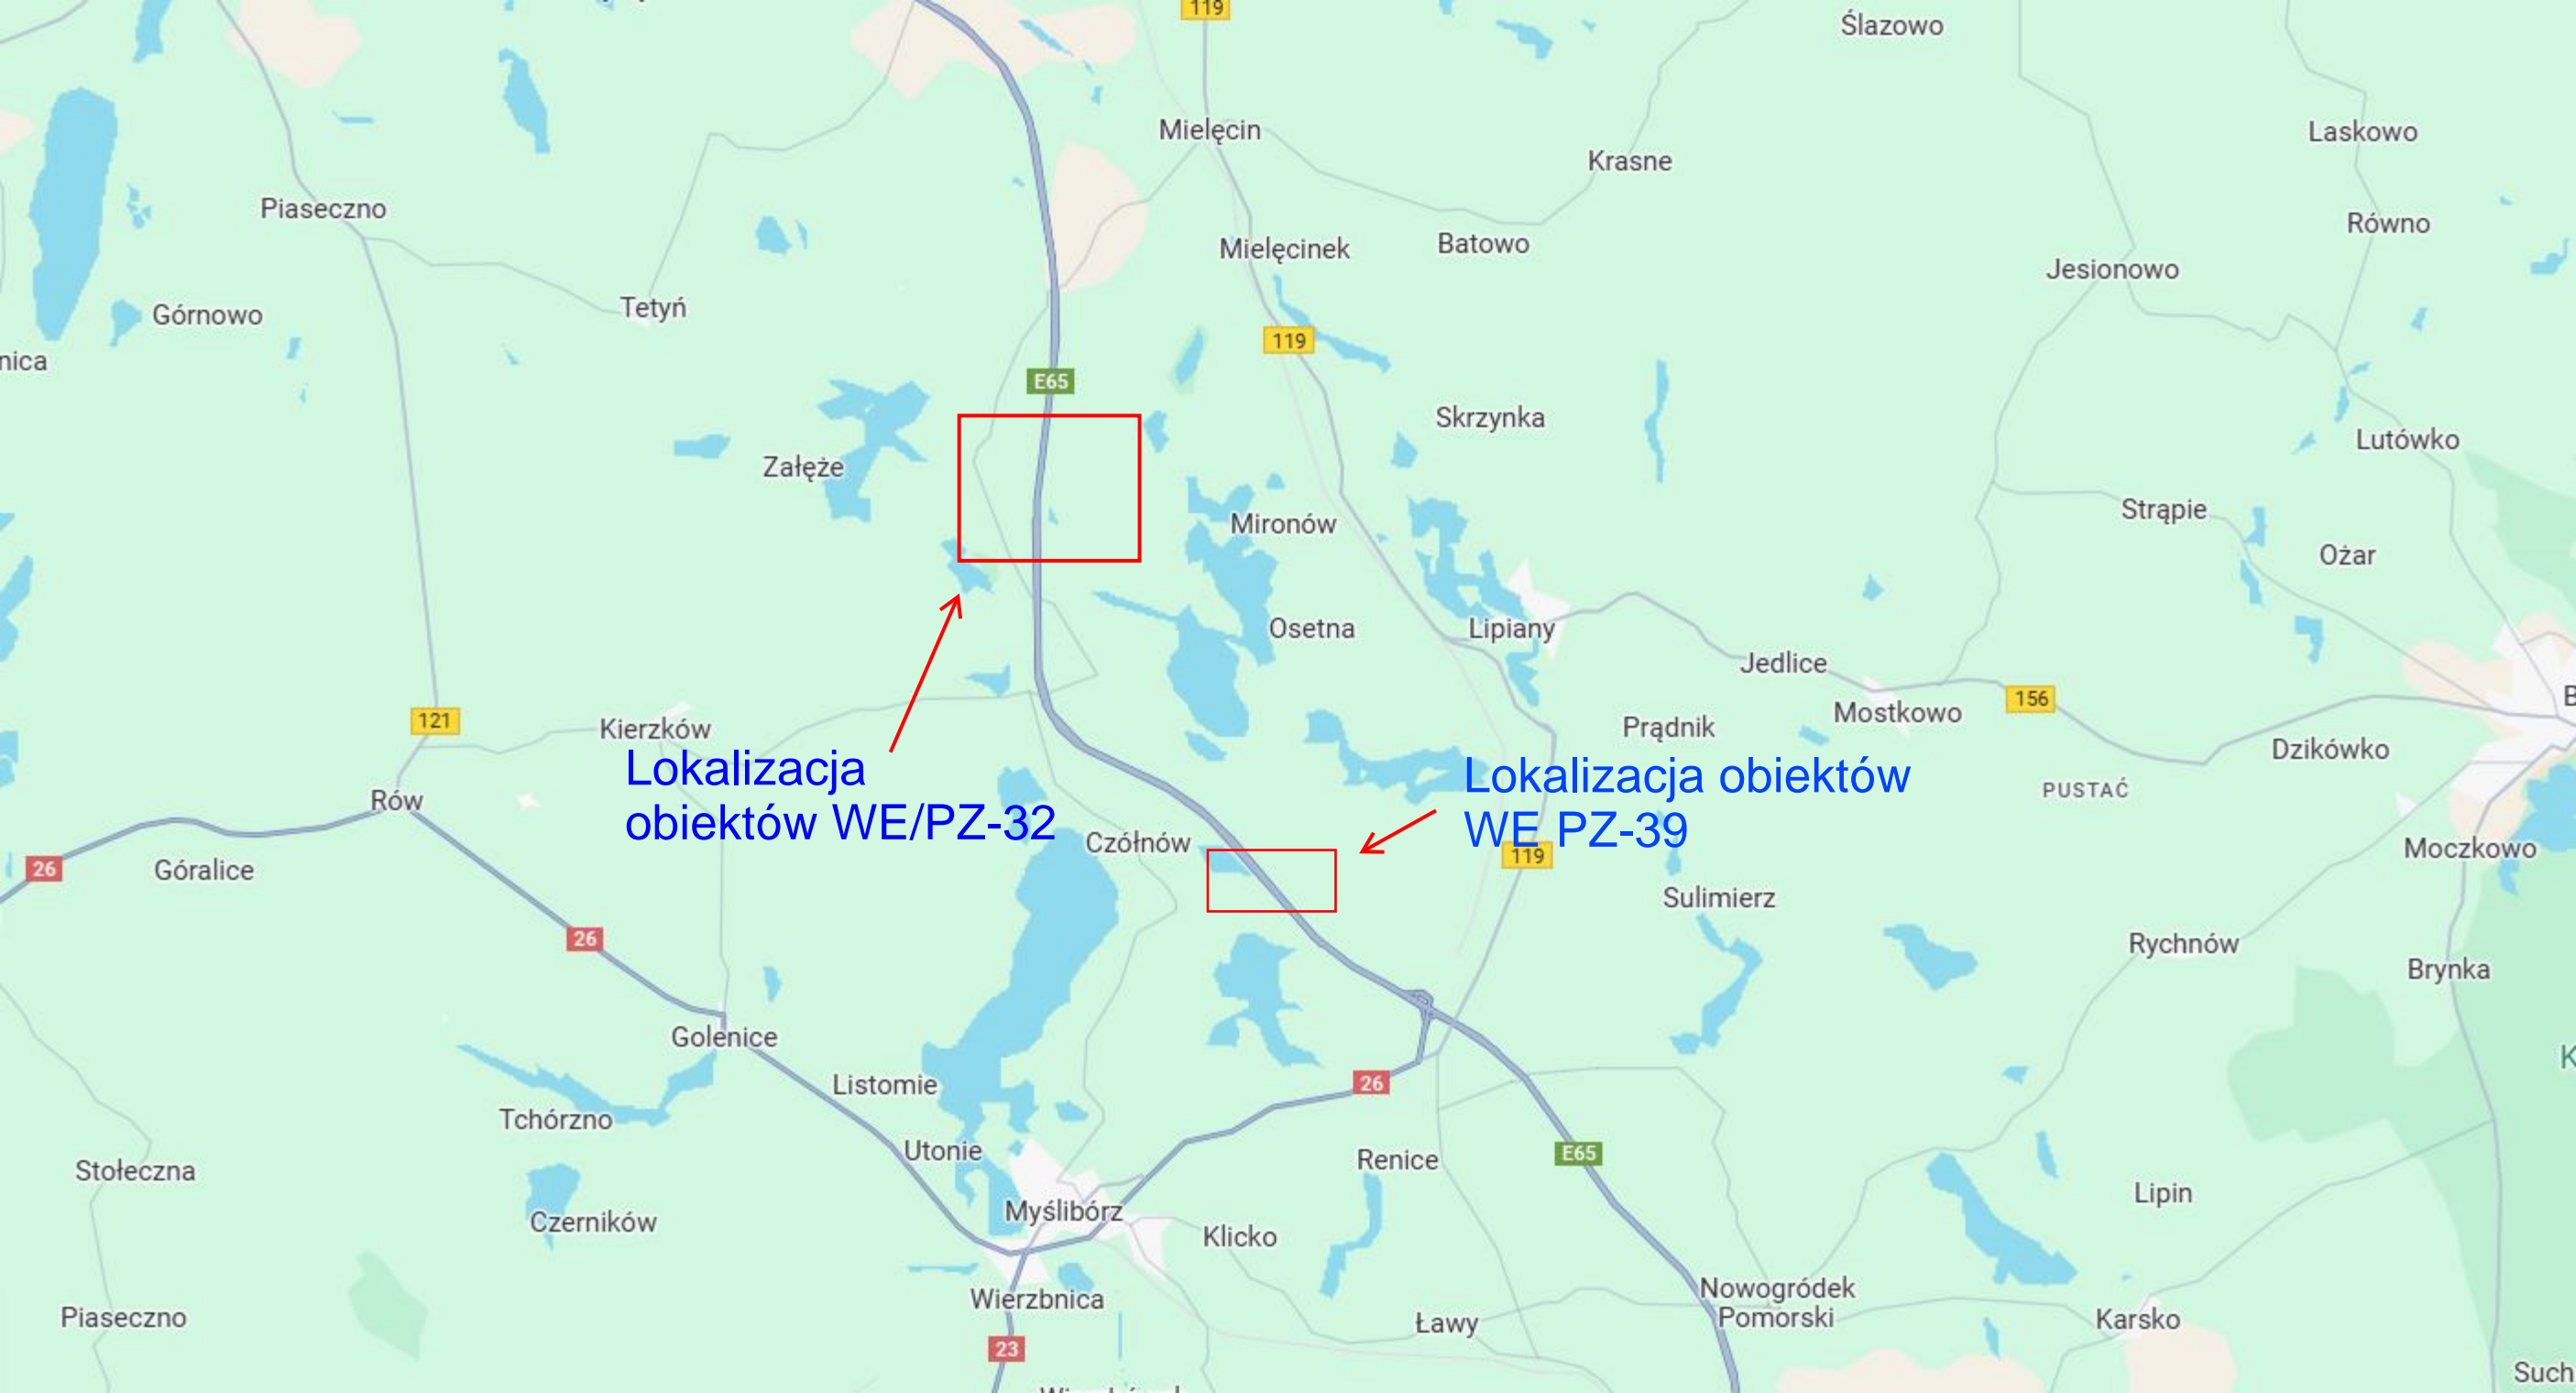 119
Ślazowo
Mielęcin
Laskowo
Krasne
Piaseczno
Równo
Mielęcinek
Batowo
Jesionowo
Tetyń
Górnowo
119
nica
E65
Skrzynka
Lutówko
Załęże
Strąpie
Mironów
Ożar
Osetna
Lipiany
Jedlice
156
121
Mostkowo
Prądnik
Kierzków
Dzikówko
Lokalizacja
obiektów WE/PZ-32
Lokalizacja obiektów
WE PZ-39
PUSTAĆ
Rów
Czółnów
Moczkowo
119
26
Góralice
Sulimierz
26
Rychnów
Brynka
Golenice
Listomie
26
Tchórzno
Utonie
E65
Renice
Stołeczna
Lipin
Myślibórz
Czerników
Klicko
Nowogródek
Pomorski
Wierzbnica
Piaseczno
Ławy
Karsko
23
Such